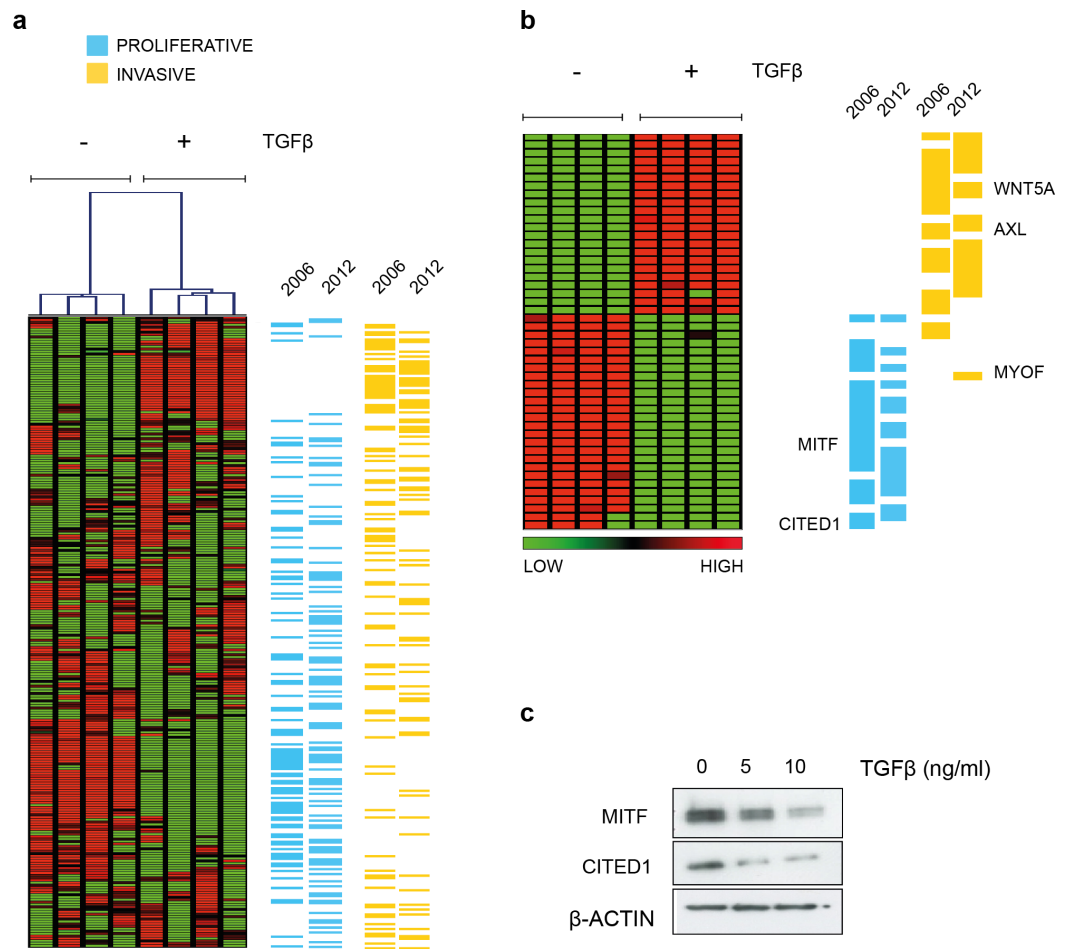 a
PROLIFERATIVE
INVASIVE
- + TGFβ
2006 2012 2006 2012
b
- + TGFβ
2006 2012 2006 2012
WNT5A
AXL
MYOF
MITF
CITED1
LOW HIGH
c
0 5 10 TGFβ (ng/ml)
MITF
CITED1
β-ACTIN